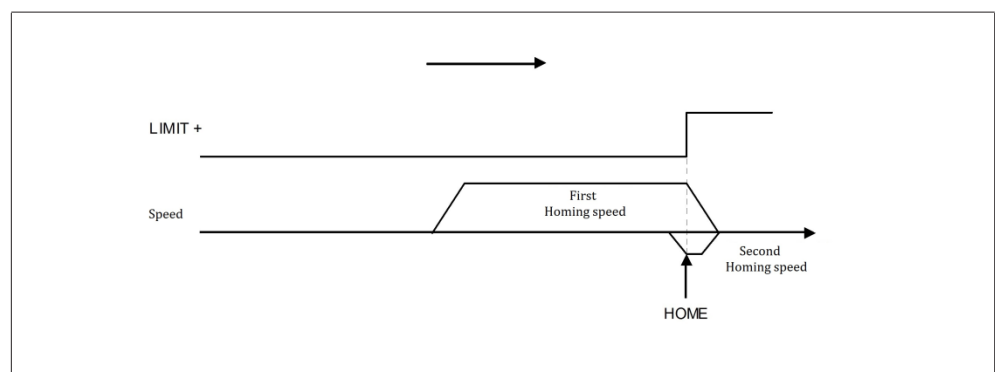 LIMIT +
First
Homing speed
Speed
Second
Homing speed
HOME